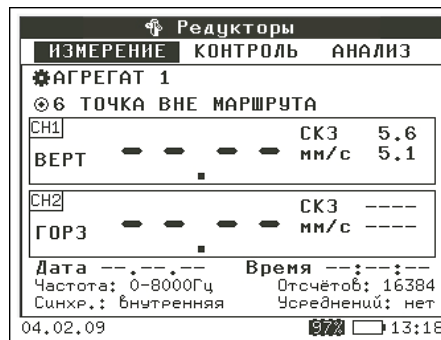 Редукторы
ИЗМЕРЕНИЕ КОНТРОЛЬ АНАЛИЗ
АГРЕГАТ 1
6 ТОЧКА ВНЕ МАРШРУТА
CH1
ВЕРТ -- -- . -- -- СКЗ 5.6
мм/с 5.1
CH2
ГОРЗ -- -- . -- -- СКЗ ----
мм/с ----
Дата --.--.-- Время --:--:--
Частота: 0-8000Гц Отсчётов: 16384
Синхр.: внутренняя Усреднений: нет
04.02.09 97% 13:18